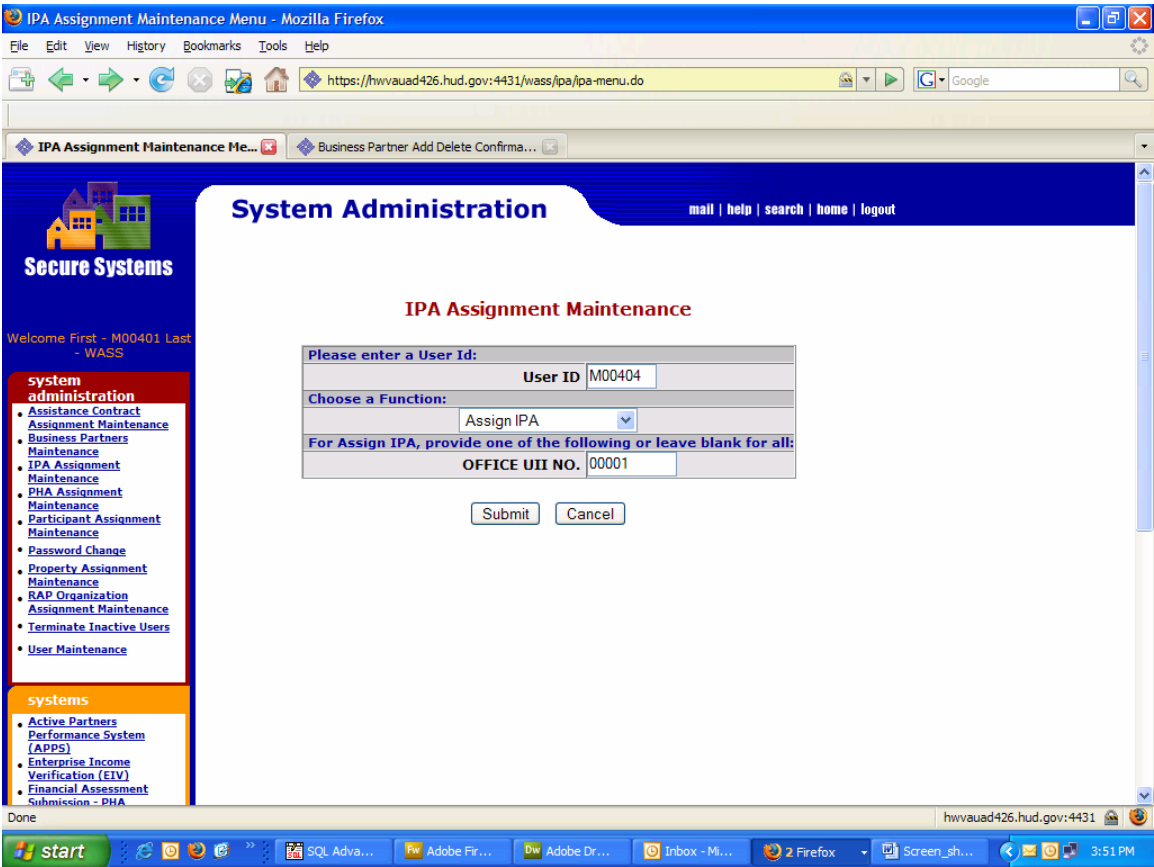 IPA Assignment Maintenance Menu - Mozilla Firefox
File Edit View History Bookmarks Tools Help
https://hwvauad426.hud.gov:4431/wass/ipa/ipa-menu.do
G Google
IPA Assignment Maintenance Me...
Business Partner Add Delete Confirma...
System Administration
mail | help | search | home | logout
Secure Systems
Welcome First - M00401 Last
- WASS
system
administration
Assistance Contract
Assignment Maintenance
Business Partners
Maintenance
IPA Assignment
Maintenance
PHA Assignment
Maintenance
Participant Assignment
Maintenance
Password Change
Property Assignment
Maintenance
RAP Organization
Assignment Maintenance
Terminate Inactive Users
User Maintenance
systems
Active Partners
Performance System
(APPS)
Enterprise Income
Verification (EIV)
Financial Assessment
Submission - PHA
IPA Assignment Maintenance
Please enter a User Id:
User ID M00404
Choose a Function:
Assign IPA
For Assign IPA, provide one of the following or leave blank for all:
OFFICE UII NO. 00001
Submit Cancel
Done
hwvauad426.hud.gov:4431
start
SQL Adva...
Fw Adobe Fir...
Dw Adobe Dr...
Inbox - Mi...
2 Firefox
Screen_sh...
3:51 PM